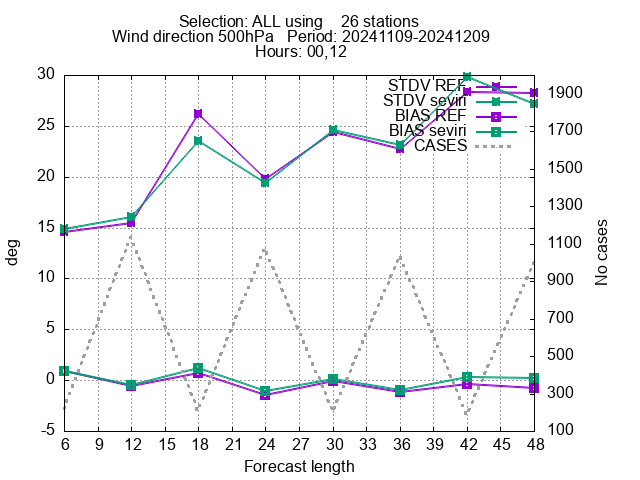 Selection: ALL using    26 stations
Wind direction 500hPa   Period: 20241109-20241209
Hours: 00,12
30
25
20
15
10
5
0
-5
deg
STDV REF
STDV seviri
BIAS REF
BIAS seviri
CASES
1900
1700
1500
1300
1100
900
700
500
300
100
No cases
6 9 12 15 18 21 24 27 30 33 36 39 42 45 48
Forecast length